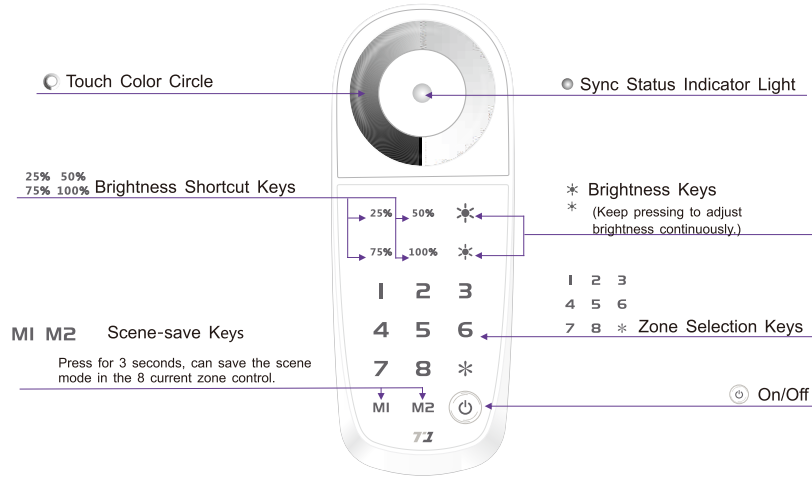 Touch Color Circle
Sync Status Indicator Light
25% 50%
75% 100% Brightness Shortcut Keys
Brightness Keys
(Keep pressing to adjust
brightness continuously.)
25% 50%
75% 100%
1 2 3
4 5 6
7 8 * Zone Selection Keys
1 2 3
4 5 6
7 8 *
M1 M2 Scene-save Keys
Press for 3 seconds, can save the scene
mode in the 8 current zone control.
M1 M2
On/Off
T1